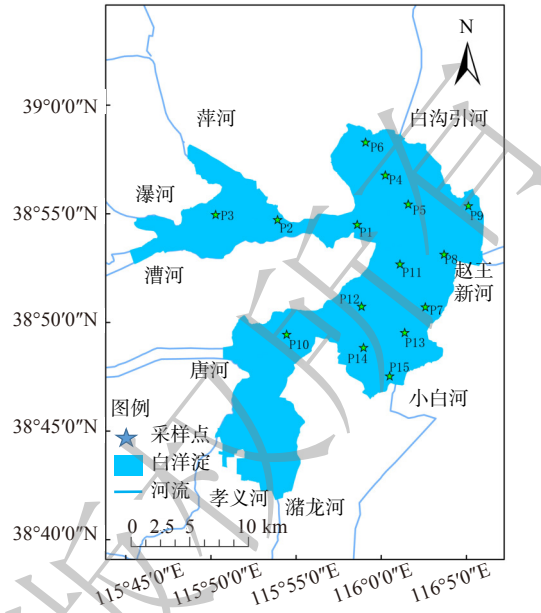 N
39°0′0″N
萍河
白沟引河
P6
P4
瀑河
38°55′0″N
P3
P2
P1
P5
P9
漕河
P8
P11
赵王
新河
38°50′0″N
P12
P7
P10
P13
P14
唐河
P15
小白河
图例
38°45′0″N
采样点
白洋淀
河流
孝义河
潴龙河
38°40′0″N
0 2.5 5 10 km
115°45′0″E
115°50′0″E
115°55′0″E
116°0′0″E
116°5′0″E